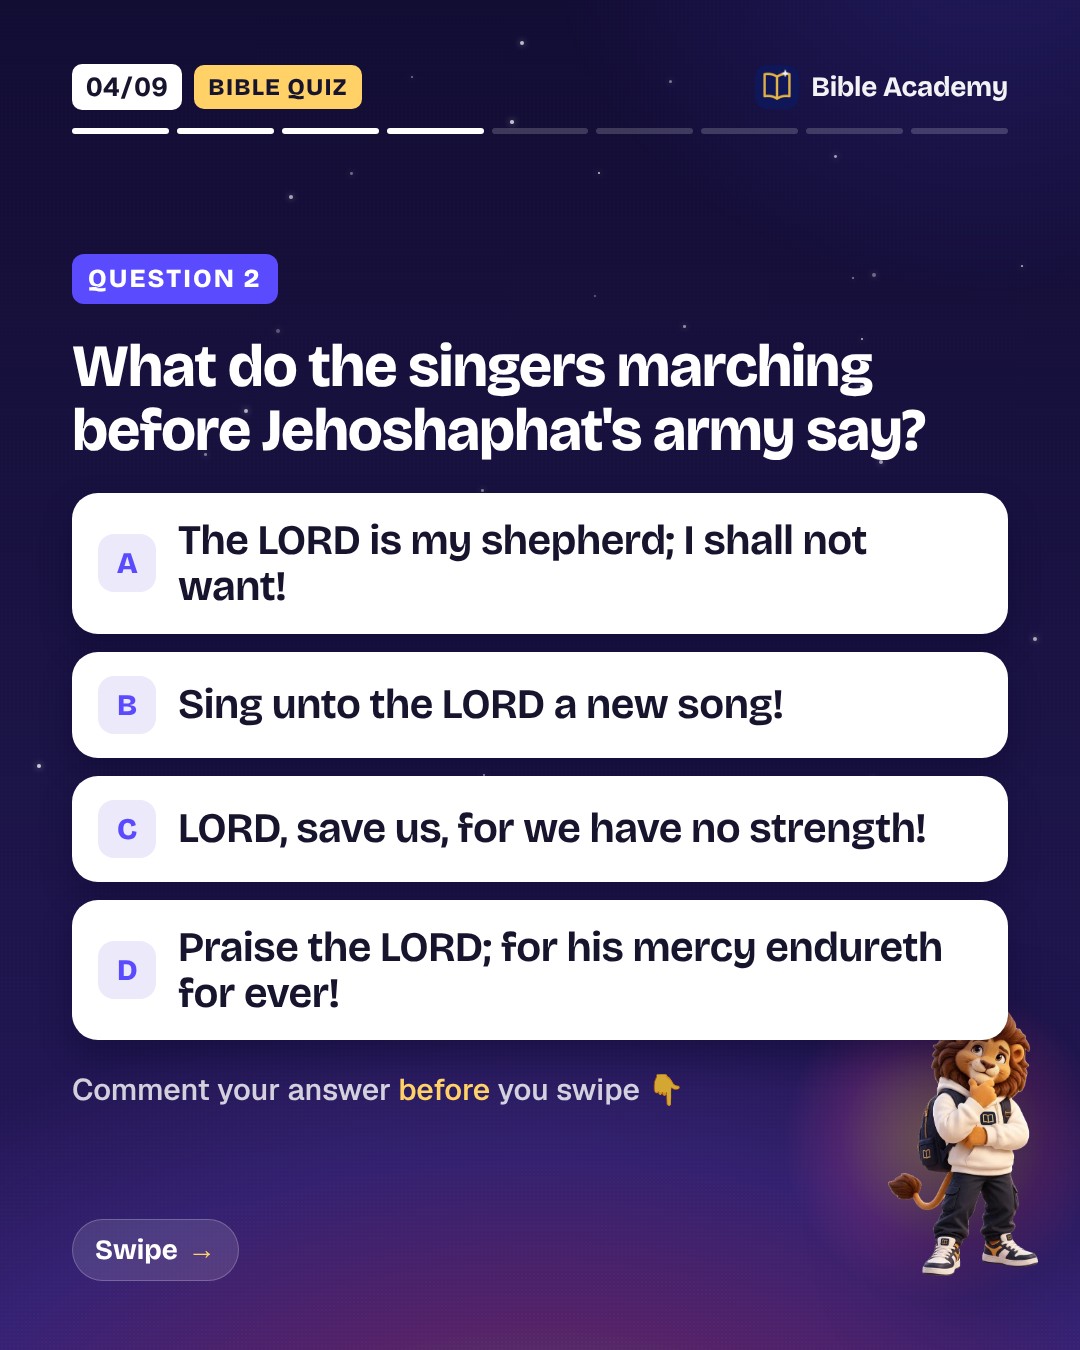 04/09
BIBLE QUIZ
Bible Academy
QUESTION 2
What do the singers marching
before Jehoshaphat's army say?
A
The LORD is my shepherd; I shall not
want!
B
Sing unto the LORD a new song!
C
LORD, save us, for we have no strength!
D
Praise the LORD; for his mercy endureth
for ever!
Comment your answer before you swipe 👇
Swipe →